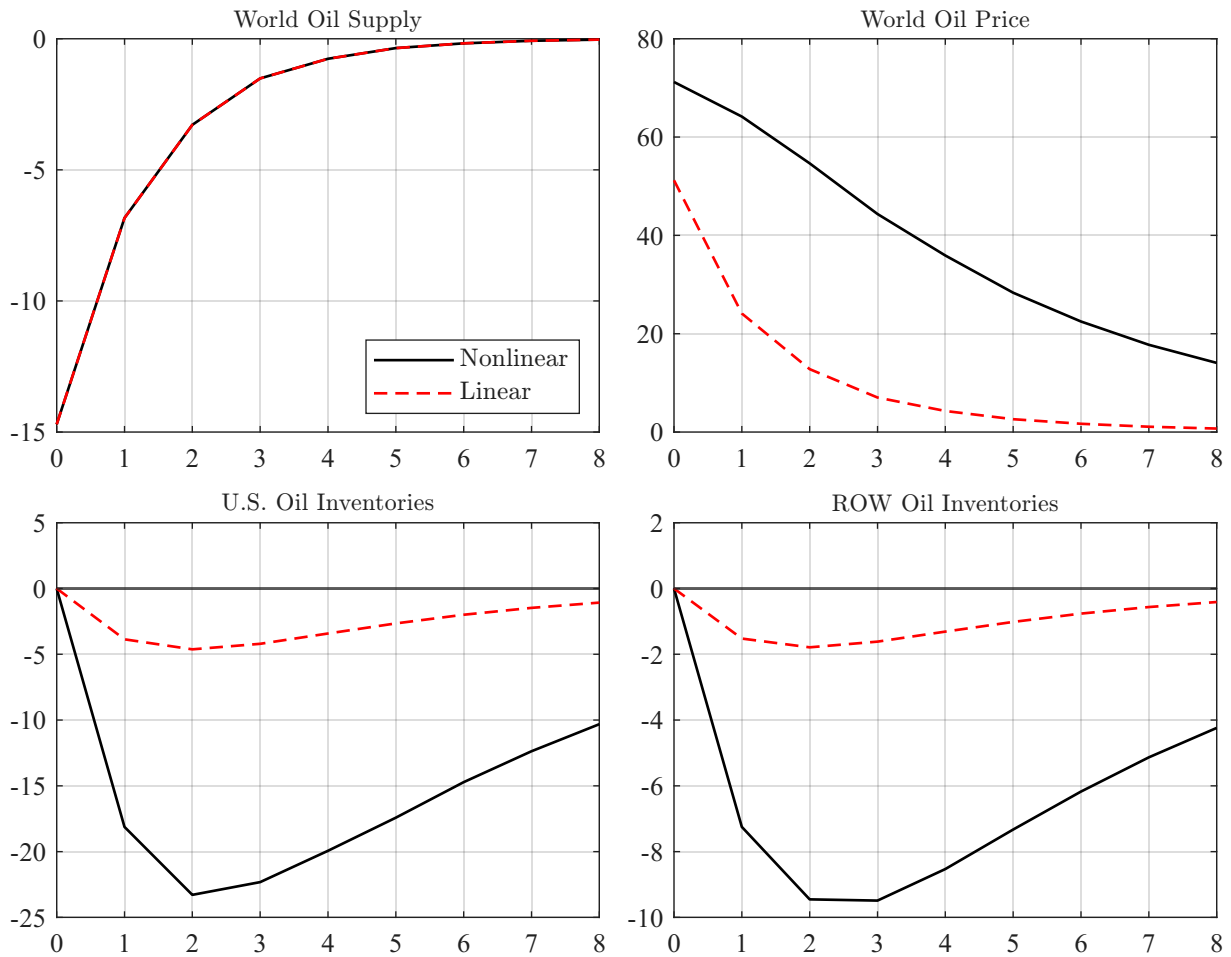 World Oil Supply
0
-5
-10
-15
0 1 2 3 4 5 6 7 8
Nonlinear
Linear
World Oil Price
80
60
40
20
0
0 1 2 3 4 5 6 7 8
U.S. Oil Inventories
5
0
-5
-10
-15
-20
-25
0 1 2 3 4 5 6 7 8
ROW Oil Inventories
2
0
-2
-4
-6
-8
-10
0 1 2 3 4 5 6 7 8